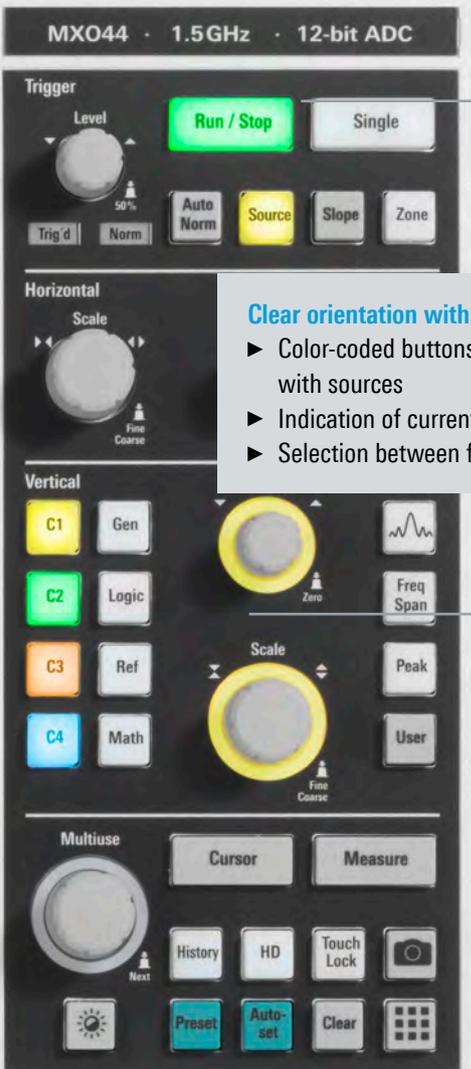 MXO44 · 1.5 GHz · 12-bit ADC
Trigger
Level
Run / Stop
Single
50%
Trig'd
Norm
Auto
Norm
Source
Slope
Zone
Horizontal
Scale
Fine
Coarse
Clear orientation with
► Color-coded buttons
with sources
► Indication of current
► Selection between f
Vertical
C1
Gen
Zero
C2
Logic
Freq
Span
Scale
C3
Ref
Peak
C4
Math
User
Fine
Coarse
Multiuse
Cursor
Measure
Next
History
HD
Touch
Lock
Preset
Auto-
set
Clear